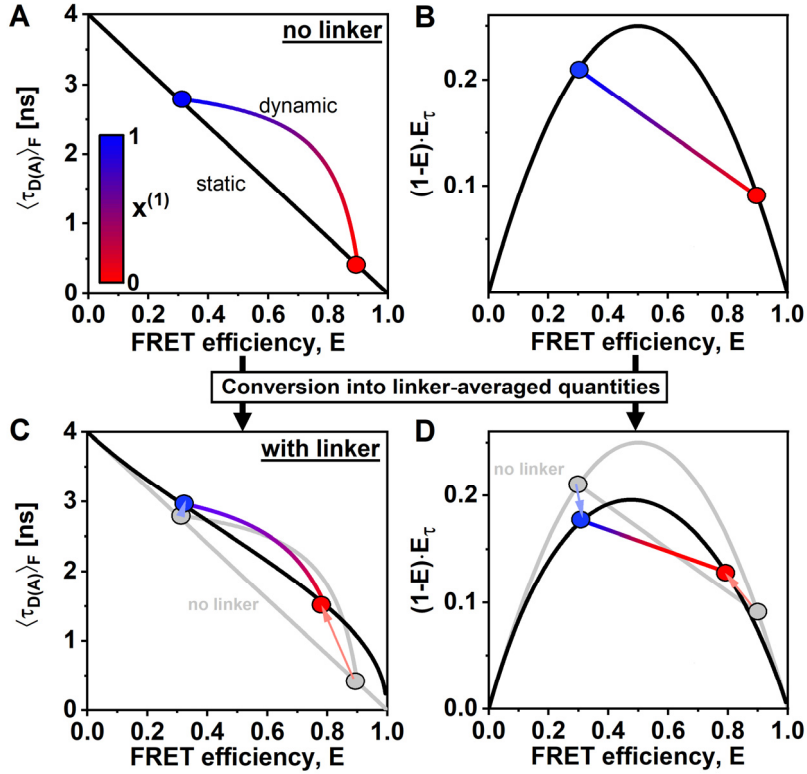 A
no linker
⟨τD(A)⟩F [ns]
4
3
2
1
0
dynamic
static
1
x(1)
0
0.0 0.2 0.4 0.6 0.8 1.0
FRET efficiency, E
B
(1-E)·Eτ
0.2
0.1
0.0 0.2 0.4 0.6 0.8 1.0
FRET efficiency, E
Conversion into linker-averaged quantities
C
with linker
⟨τD(A)⟩F [ns]
4
3
2
1
0
no linker
0.0 0.2 0.4 0.6 0.8 1.0
FRET efficiency, E
D
no linker
(1-E)·Eτ
0.2
0.1
0.0
0.0 0.2 0.4 0.6 0.8 1.0
FRET efficiency, E